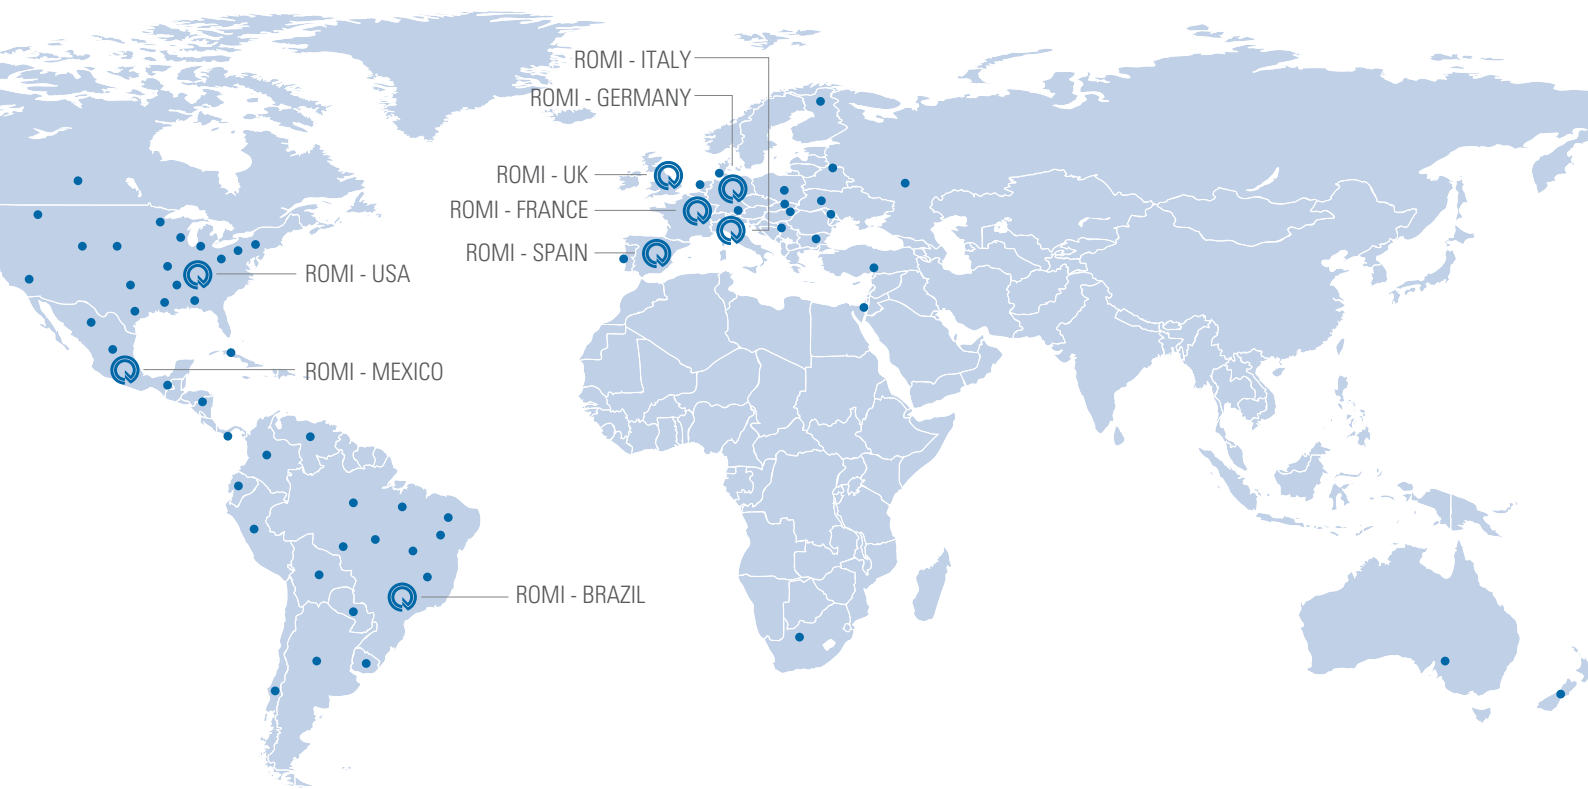 ROMI - ITALY
ROMI - GERMANY
ROMI - UK
ROMI - FRANCE
ROMI - SPAIN
ROMI - USA
ROMI - MEXICO
ROMI - BRAZIL